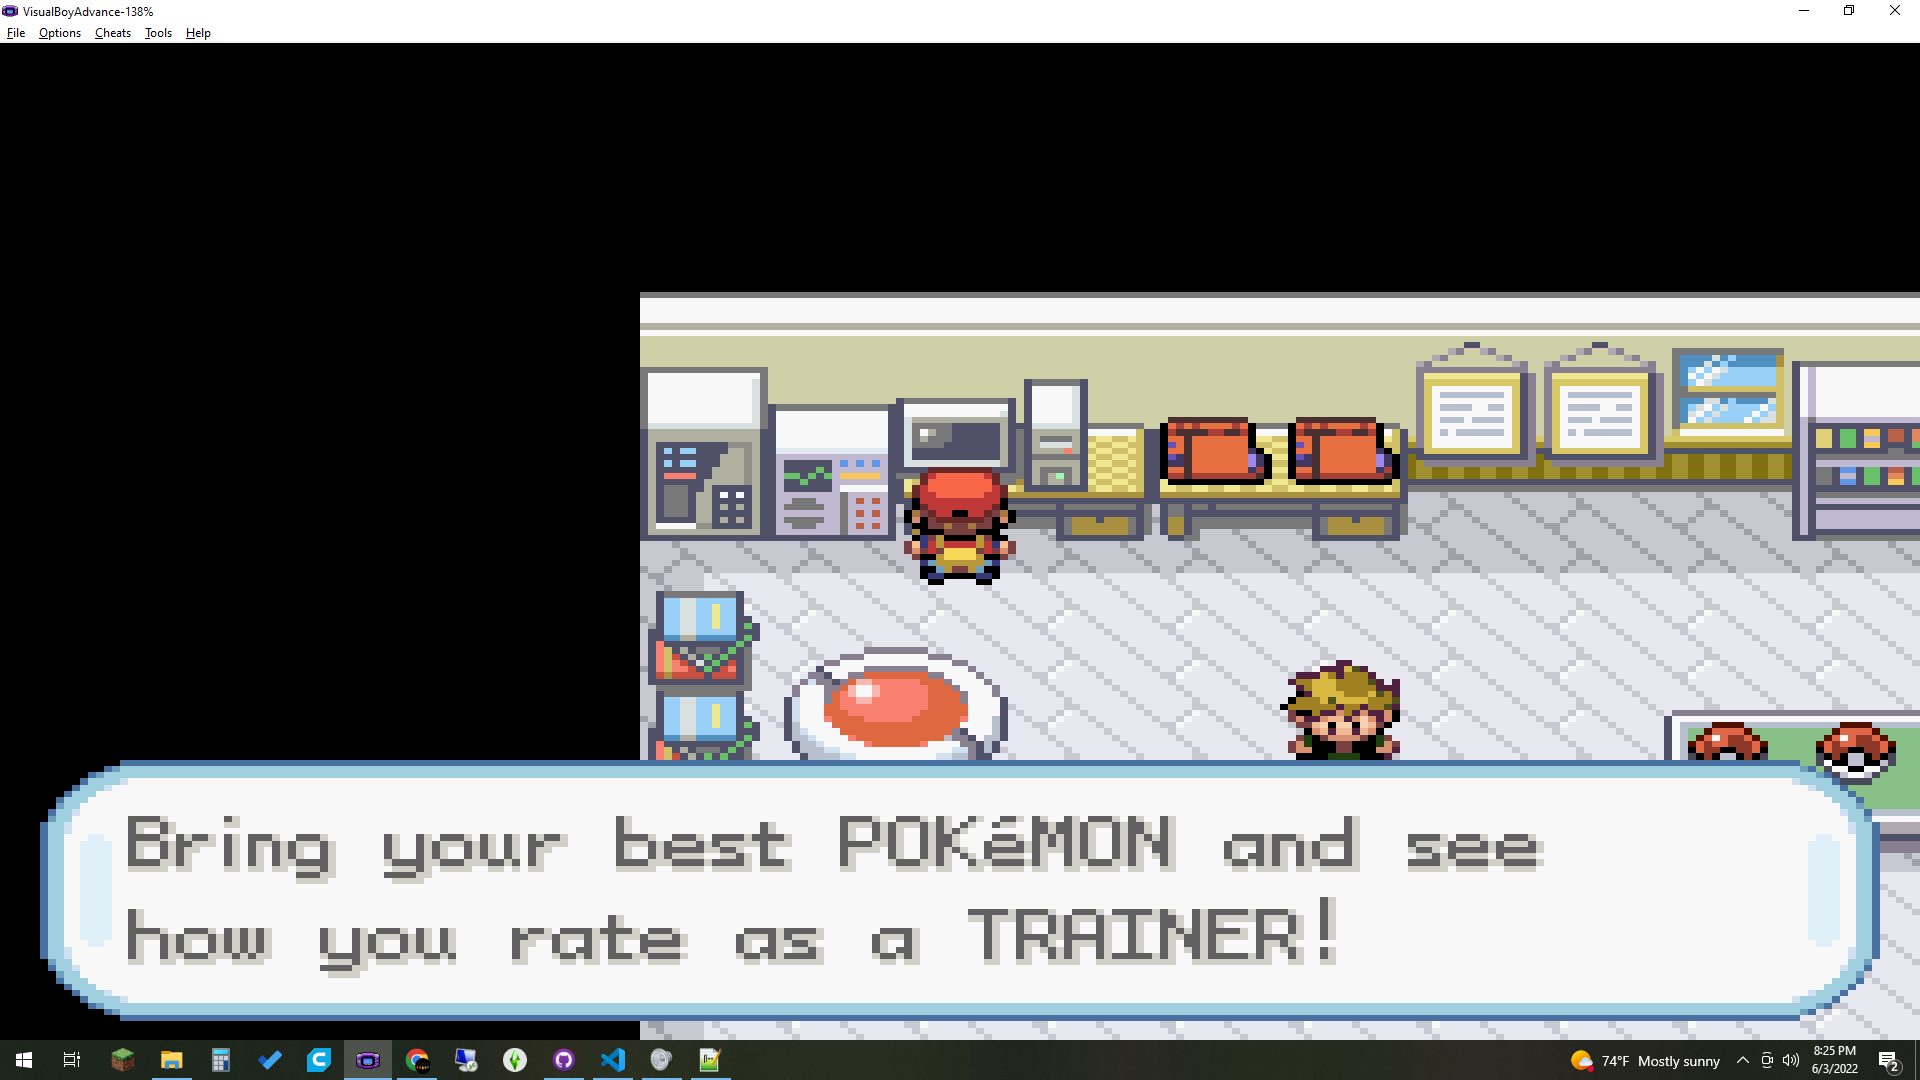 VisualBoyAdvance-138%
File Options Cheats Tools Help
Bring your best POKéMON and see
how you rate as a TRAINER!
74°F Mostly sunny
8:25 PM
6/3/2022
2